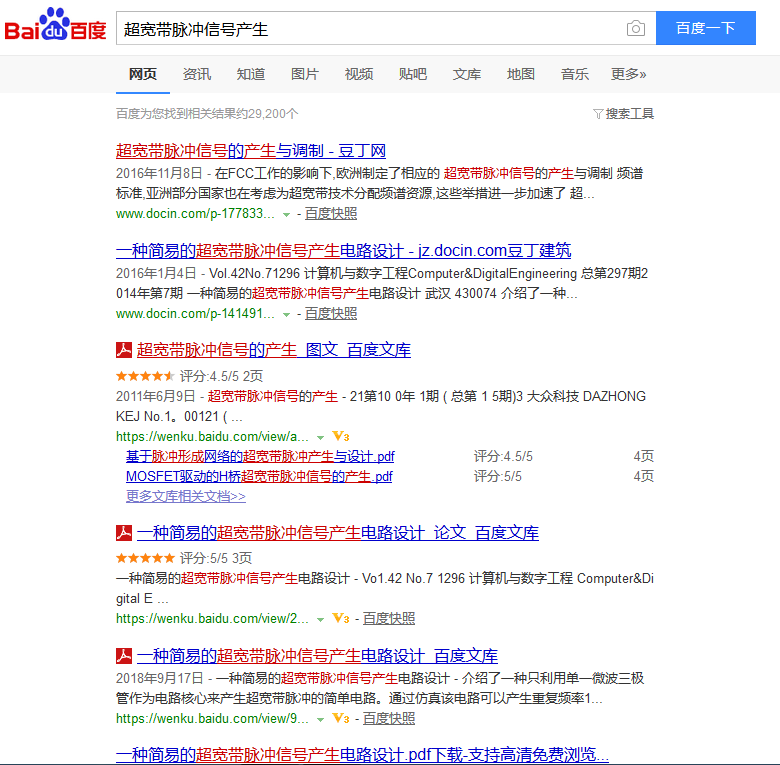 Bai du 百度 超宽带脉冲信号产生 百度一下
网页 资讯 知道 图片 视频 贴吧 文库 地图 音乐 更多»
百度为您找到相关结果约29,200个 搜索工具
超宽带脉冲信号的产生与调制 - 豆丁网
2016年11月8日 - 在FCC工作的影响下,欧洲制定了相应的 超宽带脉冲信号的产生与调制 频谱
标准,亚洲部分国家也在考虑为超宽带技术分配频谱资源,这些举措进一步加速了 超...
www.docin.com/p-177833... - 百度快照
一种简易的超宽带脉冲信号产生电路设计 - jz.docin.com豆丁建筑
2016年1月4日 - Vol.42No.71296 计算机与数字工程Computer&DigitalEngineering 总第297期2
014年第7期 一种简易的超宽带脉冲信号产生电路设计 武汉 430074 介绍了一种...
www.docin.com/p-141491... - 百度快照
超宽带脉冲信号的产生_图文_百度文库
评分:4.5/5 2页
2011年6月9日 - 超宽带脉冲信号的产生 - 21第10 0年 1期 ( 总第 1 5期)3 大众科技 DAZHONG
KEJ No.1。00121 ( ...
https://wenku.baidu.com/view/a... V3
基于脉冲形成网络的超宽带脉冲产生与设计.pdf 评分:4.5/5 4页
MOSFET驱动的H桥超宽带脉冲信号的产生.pdf 评分:5/5 4页
更多文库相关文档>>
一种简易的超宽带脉冲信号产生电路设计_论文_百度文库
评分:5/5 3页
一种简易的超宽带脉冲信号产生电路设计 - Vo1.42 No.7 1296 计算机与数字工程 Computer&Di
gital E ...
https://wenku.baidu.com/view/2... V3 - 百度快照
一种简易的超宽带脉冲信号产生电路设计_百度文库
2018年9月17日 - 一种简易的超宽带脉冲信号产生电路设计 - 介绍了一种只利用单一微波三极
管作为电路核心来产生超宽带脉冲的简单电路。通过仿真该电路可以产生重复频率1...
https://wenku.baidu.com/view/9... V3 - 百度快照
一种简易的超宽带脉冲信号产生电路设计.pdf下载-支持高清免费浏览...